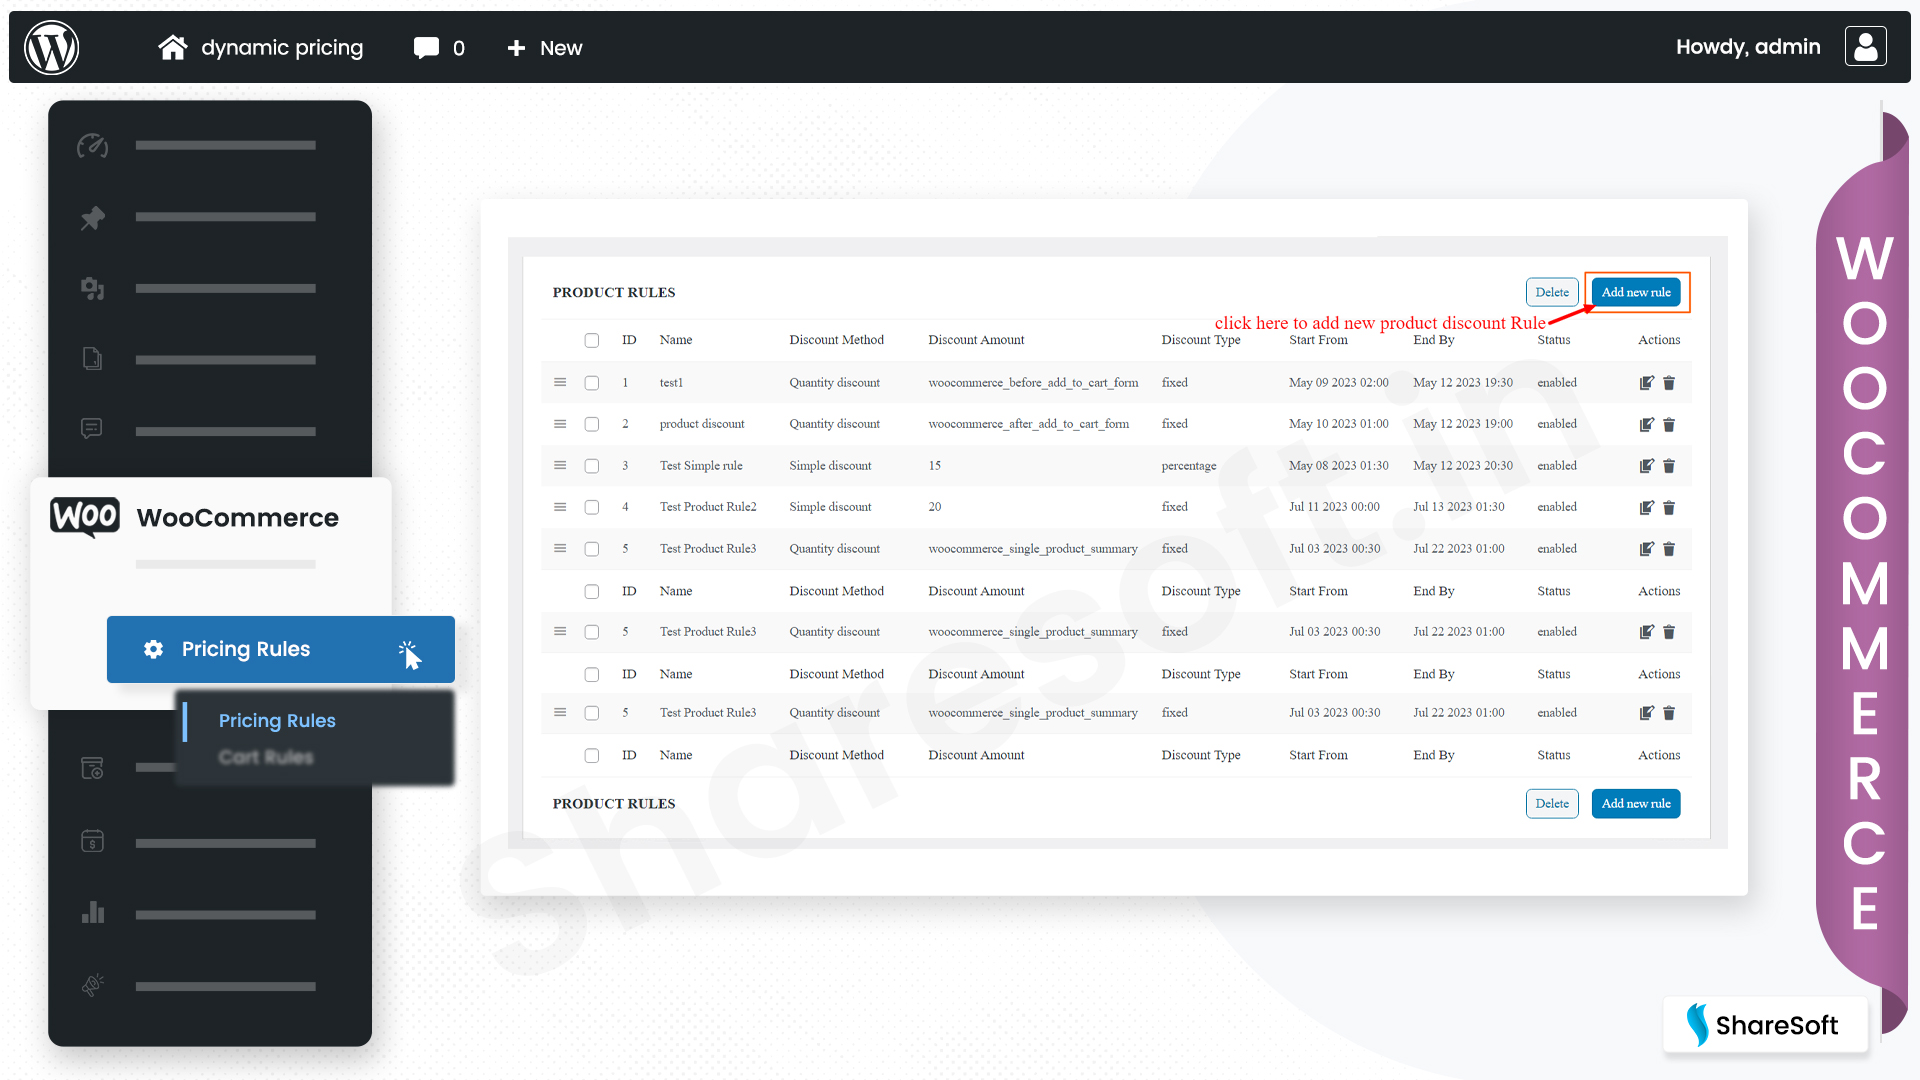 dynamic pricing 0 + New Howdy, admin
WOO WooCommerce
Pricing Rules
Pricing Rules
Cart Rules
PRODUCT RULES Delete Add new rule
click here to add new product discount Rule
ID Name Discount Method Discount Amount Discount Type Start From End By Status Actions
1 test1 Quantity discount woocommerce_before_add_to_cart_form fixed May 09 2023 02:00 May 12 2023 19:30 enabled
2 product discount Quantity discount woocommerce_after_add_to_cart_form fixed May 10 2023 01:00 May 12 2023 19:00 enabled
3 Test Simple rule Simple discount 15 percentage May 08 2023 01:30 May 12 2023 20:30 enabled
4 Test Product Rule2 Simple discount 20 fixed Jul 11 2023 00:00 Jul 13 2023 01:30 enabled
5 Test Product Rule3 Quantity discount woocommerce_single_product_summary fixed Jul 03 2023 00:30 Jul 22 2023 01:00 enabled
ID Name Discount Method Discount Amount Discount Type Start From End By Status Actions
5 Test Product Rule3 Quantity discount woocommerce_single_product_summary fixed Jul 03 2023 00:30 Jul 22 2023 01:00 enabled
ID Name Discount Method Discount Amount Discount Type Start From End By Status Actions
5 Test Product Rule3 Quantity discount woocommerce_single_product_summary fixed Jul 03 2023 00:30 Jul 22 2023 01:00 enabled
ID Name Discount Method Discount Amount Discount Type Start From End By Status Actions
PRODUCT RULES Delete Add new rule
sharesoft.in
WOOCOMMERCE
ShareSoft